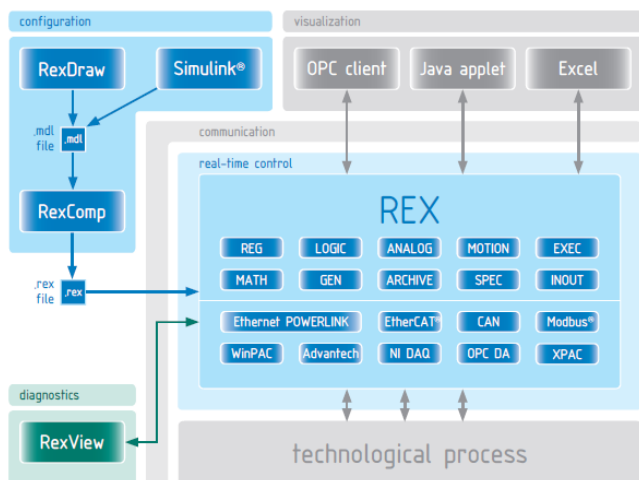 configuration
visualization
RexDraw
Simulink®
OPC client
Java applet
Excel
.mdl
file
.mdl
communication
real-time control
RexComp
REX
REG
LOGIC
ANALOG
MOTION
EXEC
MATH
GEN
ARCHIVE
SPEC
INOUT
.rex
file
.rex
Ethernet POWERLINK
EtherCAT®
CAN
Modbus®
WinPAC
Advantech
NI DAQ
OPC DA
XPAC
diagnostics
RexView
technological process